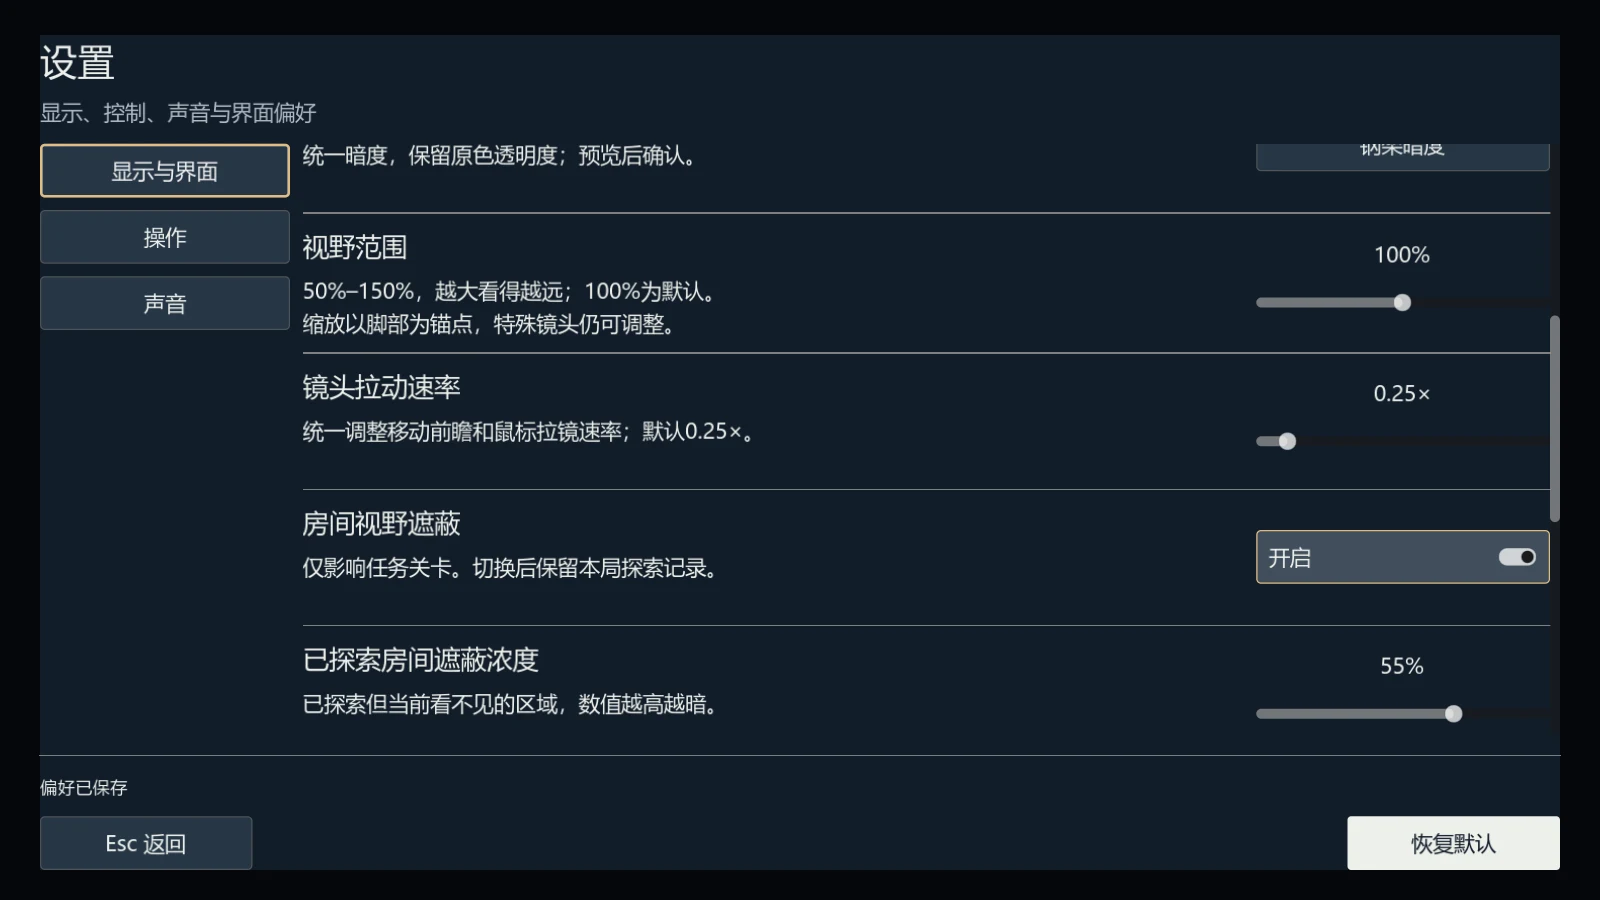 设置
显示、控制、声音与界面偏好
显示与界面
操作
声音
统一暗度，保留原色透明度；预览后确认。
钢架暗度
视野范围
50%–150%，越大看得越远；100%为默认。
缩放以脚部为锚点，特殊镜头仍可调整。
100%
镜头拉动速率
统一调整移动前瞻和鼠标拉镜速率；默认0.25×。
0.25×
房间视野遮蔽
仅影响任务关卡。切换后保留本局探索记录。
开启
已探索房间遮蔽浓度
已探索但当前看不见的区域，数值越高越暗。
55%
偏好已保存
Esc 返回
恢复默认